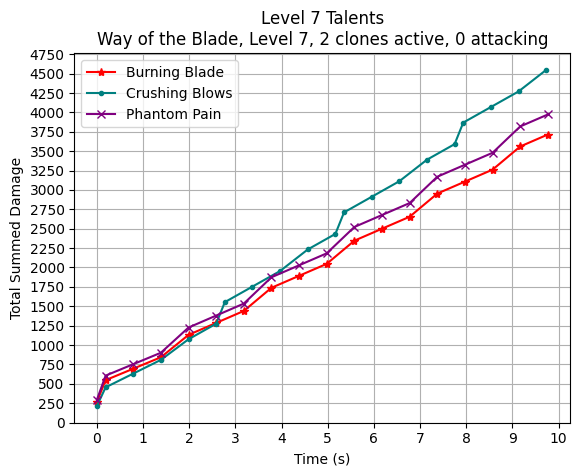 Level 7 Talents
Way of the Blade, Level 7, 2 clones active, 0 attacking
Burning Blade
Crushing Blows
Phantom Pain
Total Summed Damage
4750
4500
4250
4000
3750
3500
3250
3000
2750
2500
2250
2000
1750
1500
1250
1000
750
500
250
0
0 1 2 3 4 5 6 7 8 9 10
Time (s)